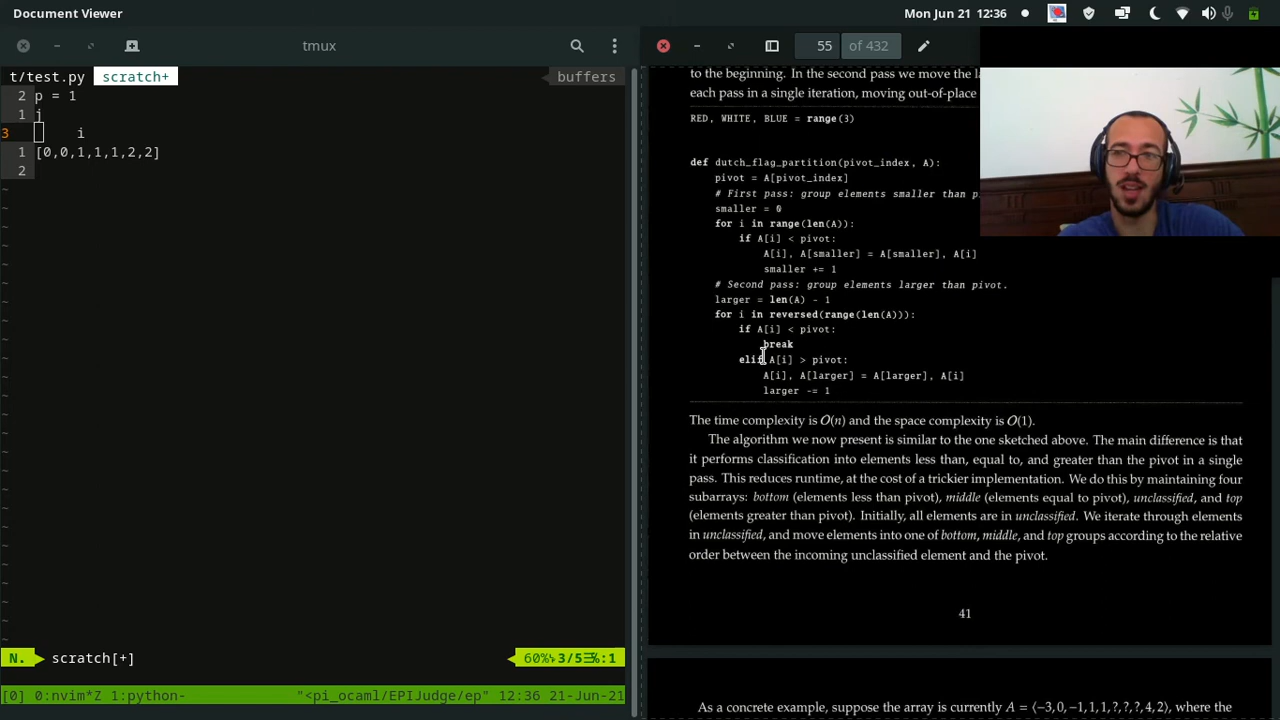 Document Viewer
Mon Jun 21 12:36
tmux
55 of 432
t/test.py scratch+ buffers
2 p = 1
1 j
3 i
1 [0,0,1,1,1,2,2]
2
~
N. scratch[+] 60% 3/5 :1
[0] 0:nvim*Z 1:python- "<pi_ocaml/EPIJudge/ep" 12:36 21-Jun-21
to the beginning. In the second pass we move the la
each pass in a single iteration, moving out-of-place
RED, WHITE, BLUE = range(3)
def dutch_flag_partition(pivot_index, A):
pivot = A[pivot_index]
# First pass: group elements smaller than p
smaller = 0
for i in range(len(A)):
if A[i] < pivot:
A[i], A[smaller] = A[smaller], A[i]
smaller += 1
# Second pass: group elements larger than pivot.
larger = len(A) - 1
for i in reversed(range(len(A))):
if A[i] < pivot:
break
elif A[i] > pivot:
A[i], A[larger] = A[larger], A[i]
larger -= 1
The time complexity is O(n) and the space complexity is O(1).
The algorithm we now present is similar to the one sketched above. The main difference is that
it performs classification into elements less than, equal to, and greater than the pivot in a single
pass. This reduces runtime, at the cost of a trickier implementation. We do this by maintaining four
subarrays: bottom (elements less than pivot), middle (elements equal to pivot), unclassified, and top
(elements greater than pivot). Initially, all elements are in unclassified. We iterate through elements
in unclassified, and move elements into one of bottom, middle, and top groups according to the relative
order between the incoming unclassified element and the pivot.
41
As a concrete example, suppose the array is currently A = ⟨−3, 0, −1, 1, 1, ?, ?, ?, 4, 2⟩, where the